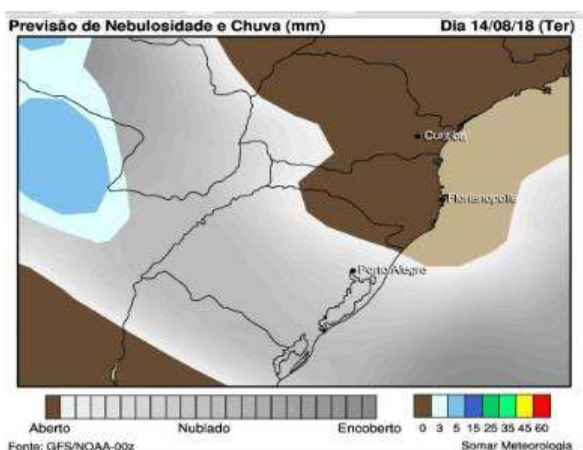 Previsão de Nebulosidade e Chuva (mm) Dia 14/08/18 (Ter)
Curitiba
Florianopolis
Porto Alegre
Aberto Nublado Encoberto 0 3 5 15 25 35 45 60
Fonte: GFS/NOAA-00z Somar Meteorologia